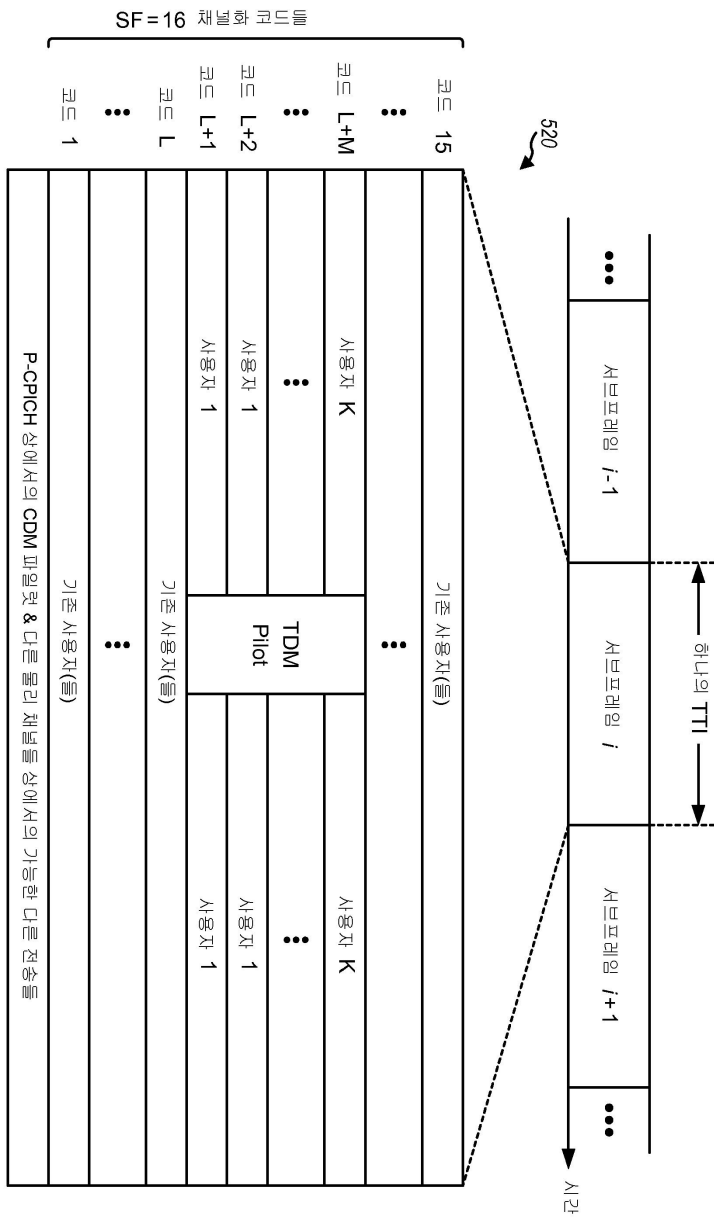 520
•••
서브프레임 i-1
서브프레임 i
서브프레임 i+1
•••
시간
하나의 TTI
SF=16 채널화 코드들
코드 15
기존 사용자(들)
•••
•••
코드 L+M
사용자 K
사용자 K
•••
•••
•••
코드 L+2
사용자 1
사용자 1
코드 L+1
사용자 1
사용자 1
TDM
Pilot
코드 L
기존 사용자(들)
•••
•••
코드 1
기존 사용자(들)
P-CPICH 상에서의 CDM 파일럿 & 다른 물리 채널들 상에서의 가능한 다른 전송들